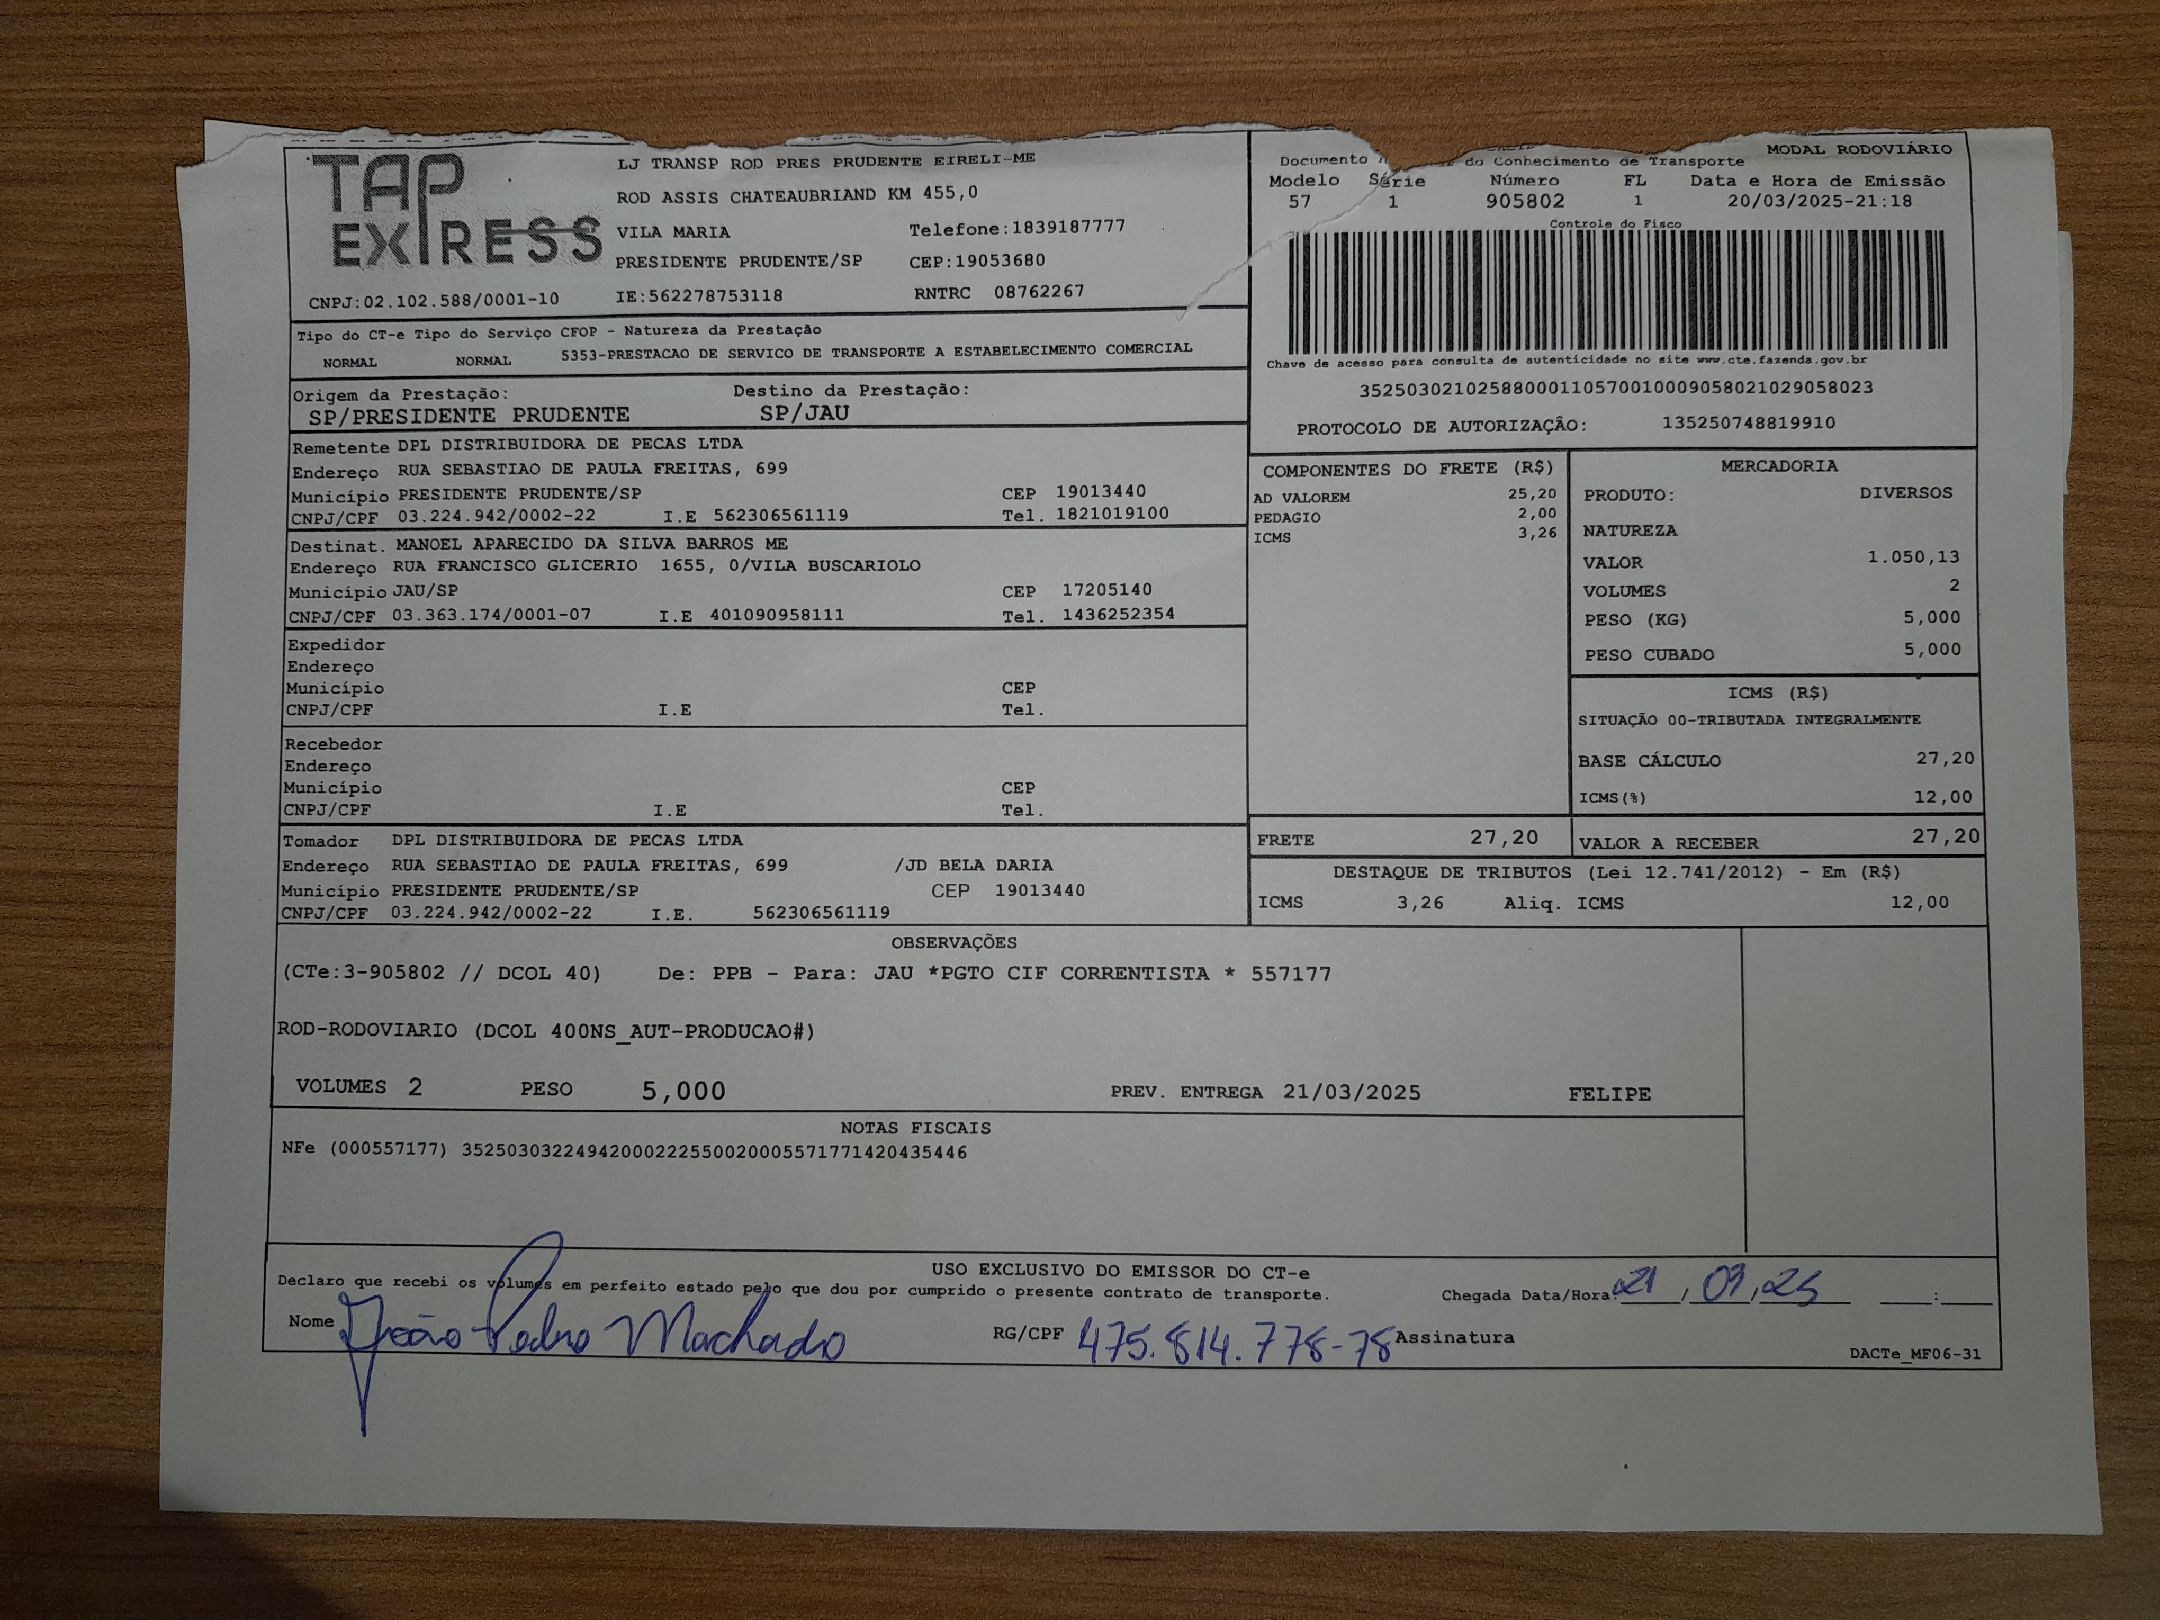 TAP
EXPRESS
CNPJ:02.102.588/0001-10
LJ TRANSP ROD PRES PRUDENTE EIRELI-ME
ROD ASSIS CHATEAUBRIAND KM 455,0
VILA MARIA Telefone:1839187777
PRESIDENTE PRUDENTE/SP CEP:19053680
IE:562278753118 RNTRC 08762267
MODAL RODOVIÁRIO
Documento do Conhecimento de Transporte
Modelo Série Número FL Data e Hora de Emissão
57 1 905802 1 20/03/2025-21:18
Controle do Fisco
Chave de acesso para consulta de autenticidade no site www.cte.fazenda.gov.br
35250302102588000110570010009058021029058023
PROTOCOLO DE AUTORIZAÇÃO: 135250748819910
Tipo do CT-e Tipo do Serviço CFOP - Natureza da Prestação
NORMAL NORMAL 5353-PRESTACAO DE SERVICO DE TRANSPORTE A ESTABELECIMENTO COMERCIAL
Origem da Prestação: Destino da Prestação:
SP/PRESIDENTE PRUDENTE SP/JAU
Remetente DPL DISTRIBUIDORA DE PECAS LTDA
Endereço RUA SEBASTIAO DE PAULA FREITAS, 699
Município PRESIDENTE PRUDENTE/SP CEP 19013440
CNPJ/CPF 03.224.942/0002-22 I.E 562306561119 Tel. 1821019100
Destinat. MANOEL APARECIDO DA SILVA BARROS ME
Endereço RUA FRANCISCO GLICERIO 1655, 0/VILA BUSCARIOLO
Município JAU/SP CEP 17205140
CNPJ/CPF 03.363.174/0001-07 I.E 401090958111 Tel. 1436252354
Expedidor
Endereço
Município CEP
CNPJ/CPF I.E Tel.
Recebedor
Endereço
Município CEP
CNPJ/CPF I.E Tel.
Tomador DPL DISTRIBUIDORA DE PECAS LTDA
Endereço RUA SEBASTIAO DE PAULA FREITAS, 699 /JD BELA DARIA
Município PRESIDENTE PRUDENTE/SP CEP 19013440
CNPJ/CPF 03.224.942/0002-22 I.E. 562306561119
COMPONENTES DO FRETE (R$)
AD VALOREM 25,20
PEDAGIO 2,00
ICMS 3,26
MERCADORIA
PRODUTO: DIVERSOS
NATUREZA
VALOR 1.050,13
VOLUMES 2
PESO (KG) 5,000
PESO CUBADO 5,000
ICMS (R$)
SITUAÇÃO 00-TRIBUTADA INTEGRALMENTE
BASE CÁLCULO 27,20
ICMS(%) 12,00
FRETE 27,20 VALOR A RECEBER 27,20
DESTAQUE DE TRIBUTOS (Lei 12.741/2012) - Em (R$)
ICMS 3,26 Aliq. ICMS 12,00
OBSERVAÇÕES
(CTe:3-905802 // DCOL 40) De: PPB - Para: JAU *PGTO CIF CORRENTISTA * 557177
ROD-RODOVIARIO (DCOL 400NS_AUT-PRODUCAO#)
VOLUMES 2 PESO 5,000 PREV. ENTREGA 21/03/2025 FELIPE
NOTAS FISCAIS
NFe (000557177) 35250303224942000222550020005571771420435446
USO EXCLUSIVO DO EMISSOR DO CT-e
Declaro que recebi os volumes em perfeito estado pelo que dou por cumprido o presente contrato de transporte. Chegada Data/Hora: 21, 03, 25 :
Nome João Pedro Machado RG/CPF 475.814.778-78 Assinatura
DACTe_MF06-31